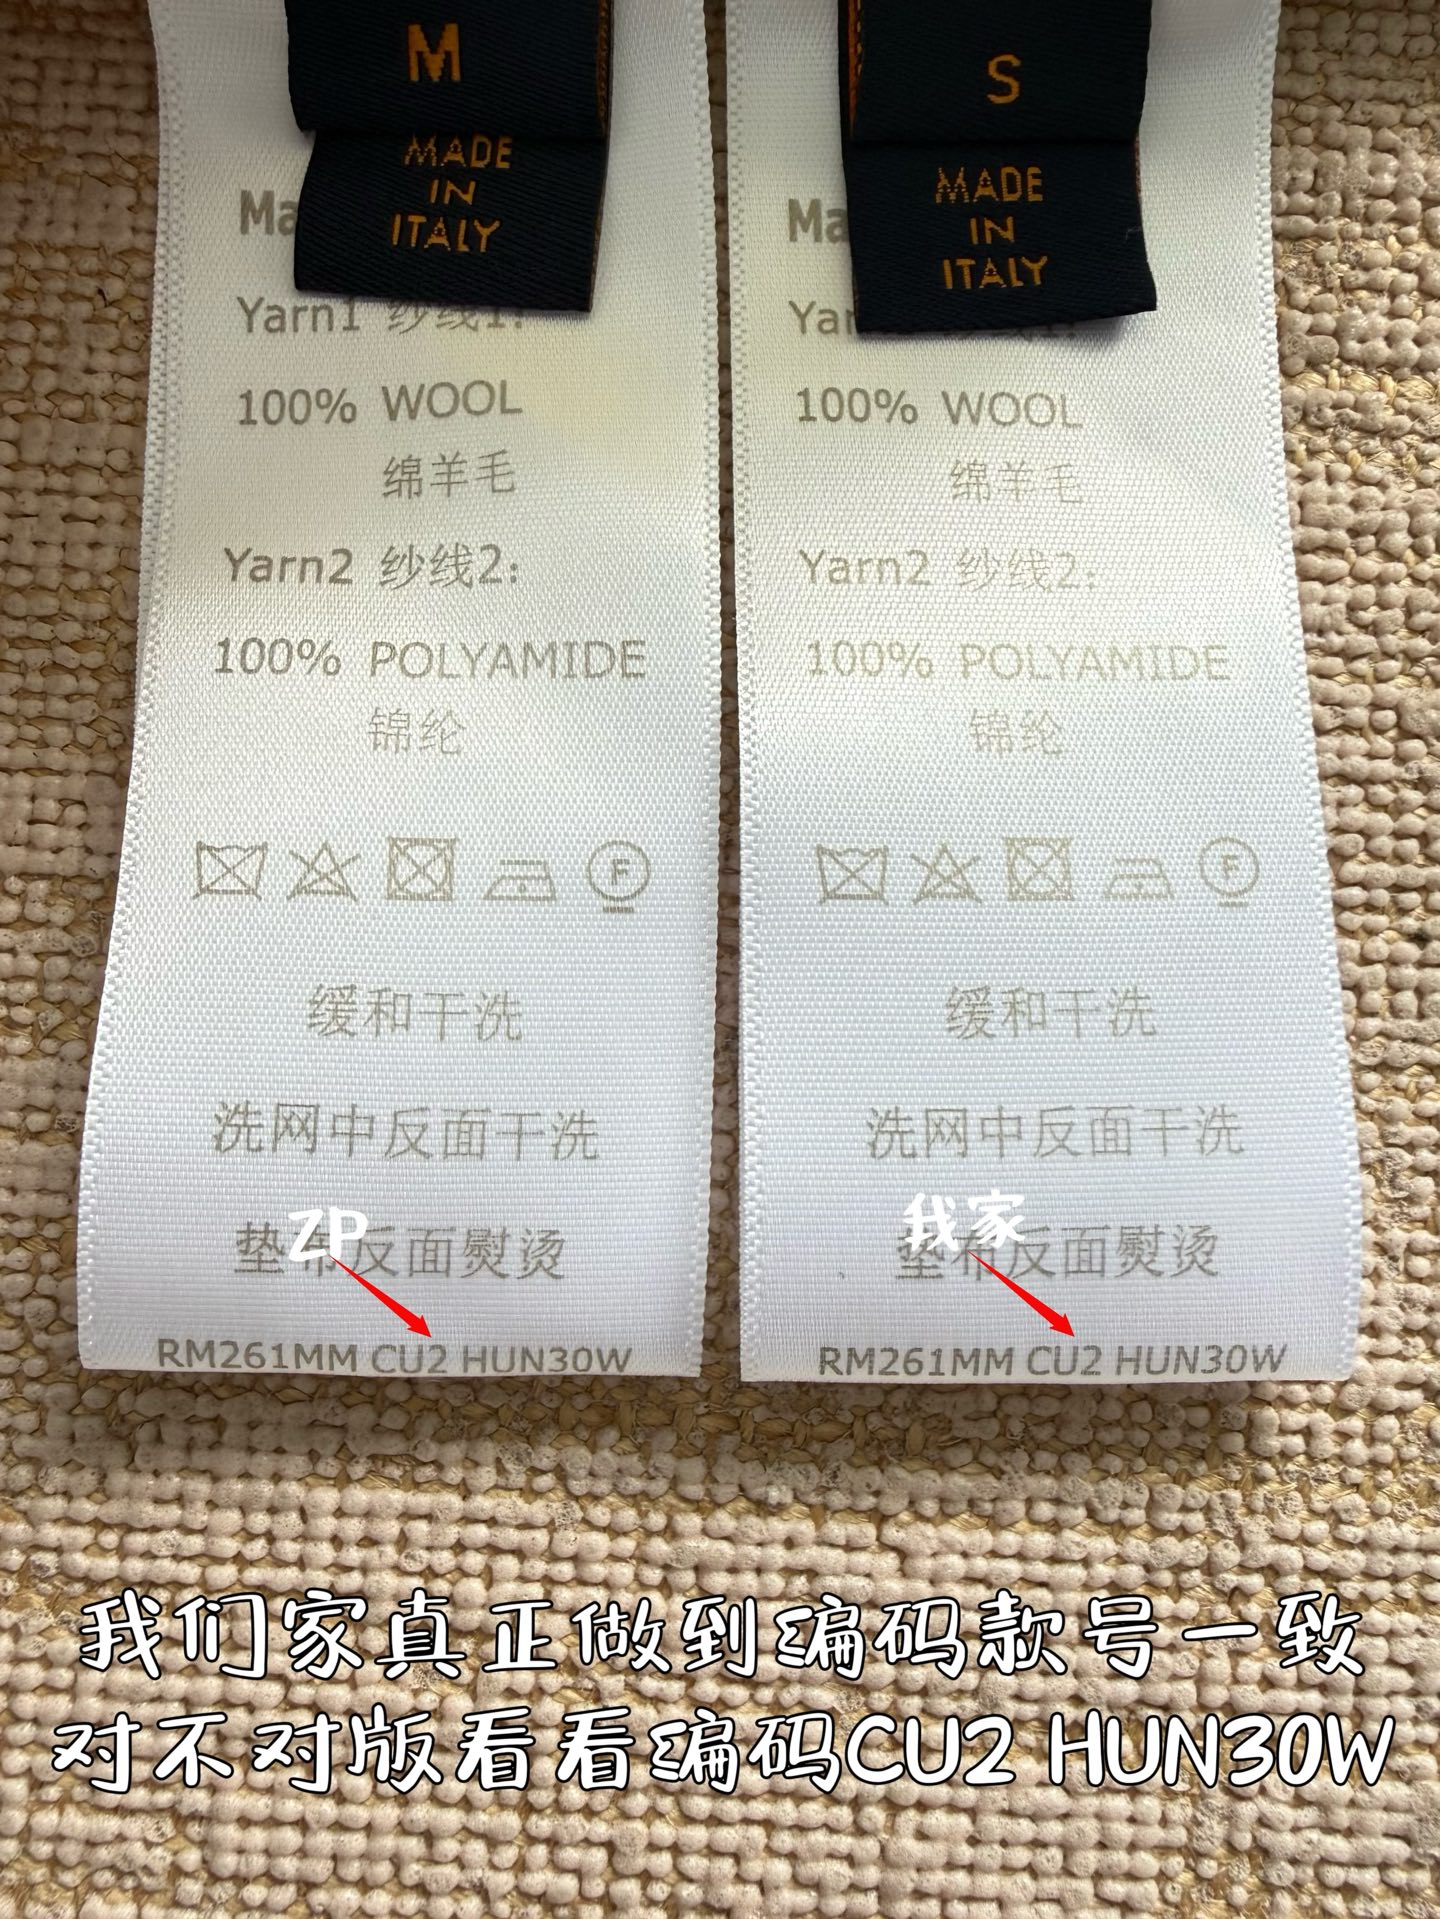 M
MADE
IN
ITALY
Ma
Yarn1 纱线1:
100% WOOL
绵羊毛
Yarn2 纱线2:
100% POLYAMIDE
锦纶
F
缓和干洗
洗网中反面干洗
ZP
垫布反面熨烫
RM261MM CU2 HUN30W
S
MADE
IN
ITALY
Ma
Yar
100% WOOL
绵羊毛
Yarn2 纱线2:
100% POLYAMIDE
锦纶
F
缓和干洗
洗网中反面干洗
我家
垫布反面熨烫
RM261MM CU2 HUN30W
我们家真正做到编码款号一致
对不对版看看编码CU2 HUN30W